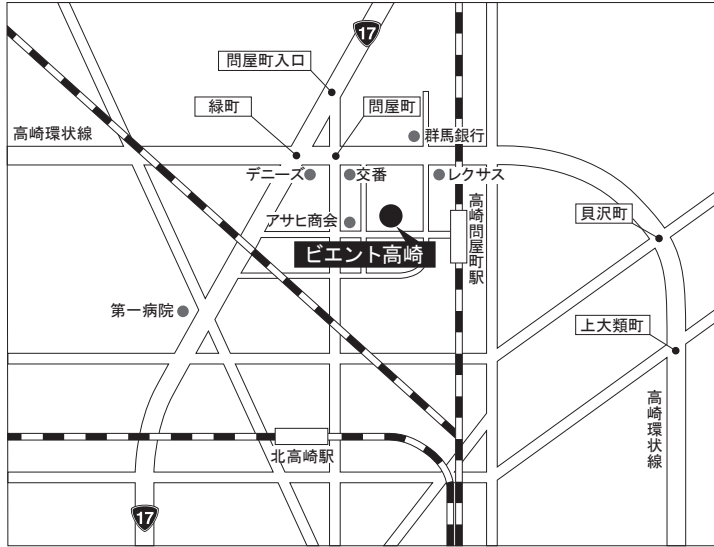 17
問屋町入口
緑町
問屋町
高崎環状線
群馬銀行
デニーズ
交番
レクサス
アサヒ商会
高崎問屋町駅
貝沢町
ビエント高崎
第一病院
上大類町
高崎環状線
北高崎駅
17